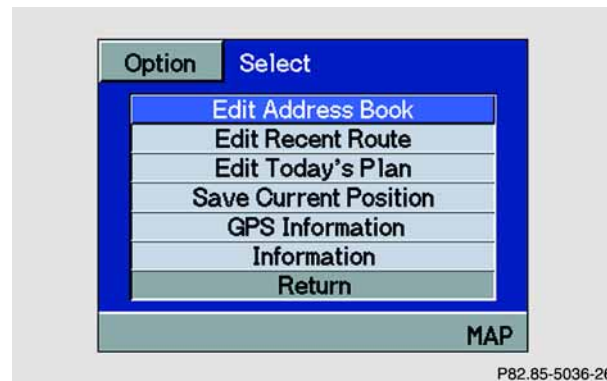 Option Select
Edit Address Book
Edit Recent Route
Edit Today's Plan
Save Current Position
GPS Information
Information
Return
MAP
P82.85-5036-26